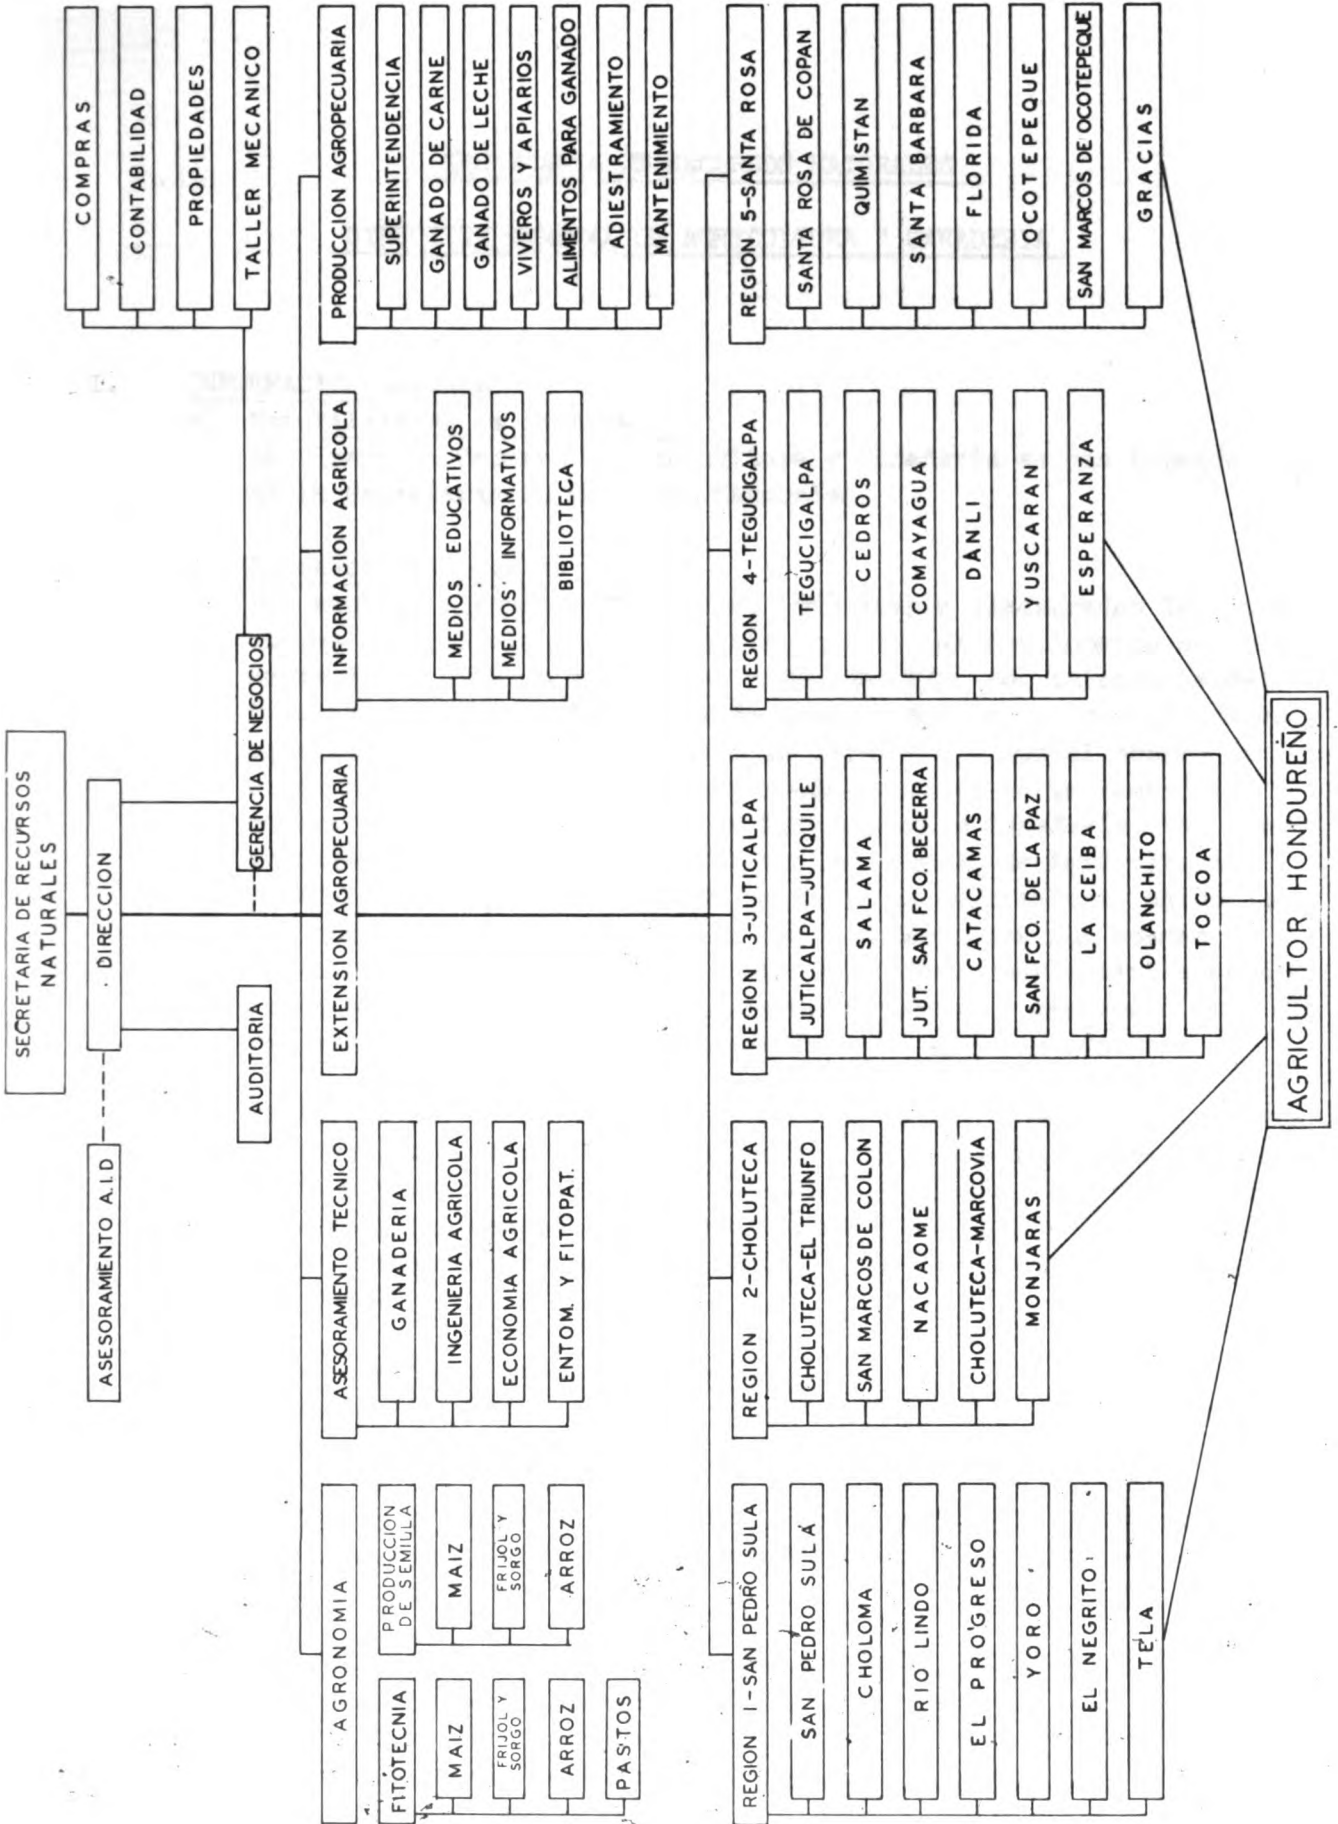 SECRETARIA DE RECURSOS
NATURALES
ASESORAMIENTO A.I.D
DIRECCION
AUDITORIA
GERENCIA DE NEGOCIOS
COMPRAS
CONTABILIDAD
PROPIEDADES
TALLER MECANICO
AGRONOMIA
FITOTECNIA
MAIZ
FRIJOL Y
SORGO
ARROZ
PASTOS
PRODUCCION
DE SEMILLA
MAIZ
FRIJOL Y
SORGO
ARROZ
ASESORAMIENTO TECNICO
GANADERIA
INGENIERIA AGRICOLA
ECONOMIA AGRICOLA
ENTOM. Y FITOPAT.
EXTENSION AGROPECUARIA
INFORMACION AGRICOLA
MEDIOS EDUCATIVOS
MEDIOS INFORMATIVOS
BIBLIOTECA
PRODUCCION AGROPECUARIA
SUPERINTENDENCIA
GANADO DE CARNE
GANADO DE LECHE
VIVEROS Y APIARIOS
ALIMENTOS PARA GANADO
ADIESTRAMIENTO
MANTENIMIENTO
REGION 1-SAN PEDRO SULA
SAN PEDRO SULA
CHOLOMA
RIO LINDO
EL PROGRESO
YORO
EL NEGRITO
TELA
REGION 2-CHOLUTECA
CHOLUTECA-EL TRIUNFO
SAN MARCOS DE COLON
NACAOME
CHOLUTECA-MARCOVIA
MONJARAS
REGION 3-JUTICALPA
JUTICALPA-JUTIQUILE
SALAMA
JUT. SAN FCO. BECERRA
CATACAMAS
SAN FCO. DE LA PAZ
LA CEIBA
OLANCHITO
TOCOA
REGION 4-TEGUCIGALPA
TEGUCIGALPA
CEDROS
COMAYAGUA
DANLI
YUSCARAN
ESPERANZA
REGION 5-SANTA ROSA
SANTA ROSA DE COPAN
QUIMISTAN
SANTA BARBARA
FLORIDA
OCOTEPEQUE
SAN MARCOS DE OCOTEPEQUE
GRACIAS
AGRICULTOR HONDUREÑO